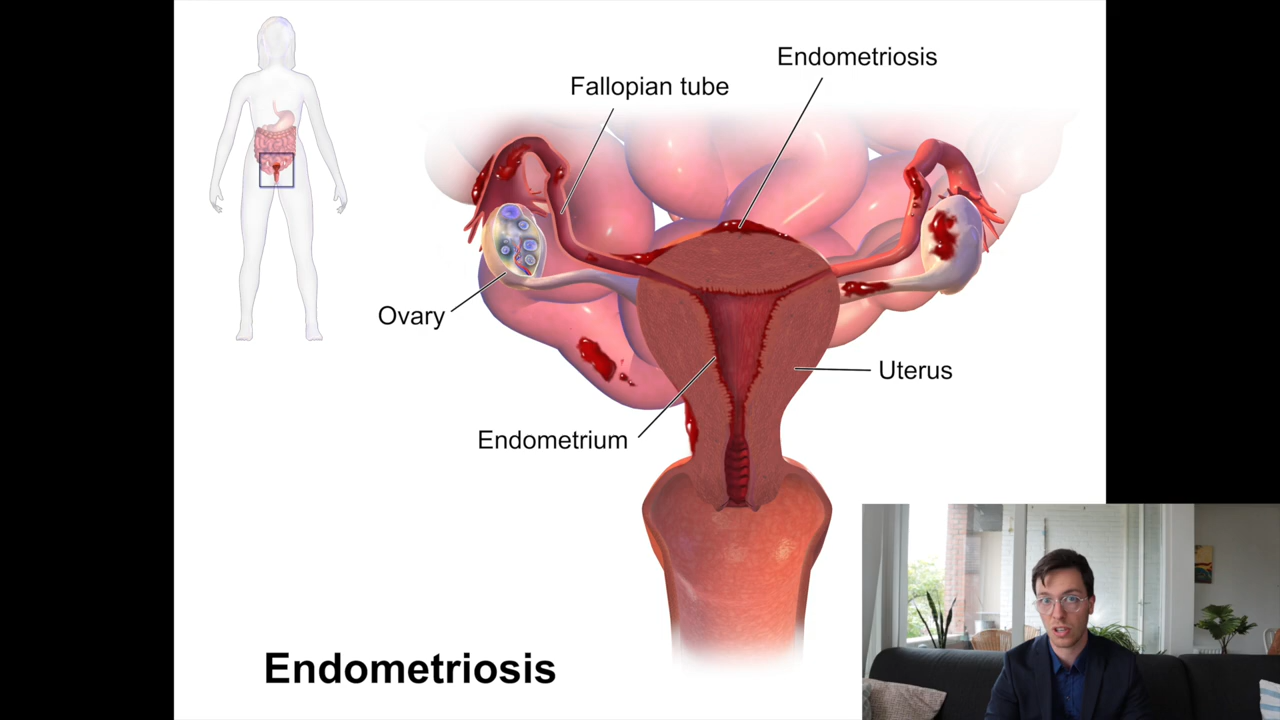 Endometriosis
Fallopian tube
Ovary
Uterus
Endometrium
Endometriosis